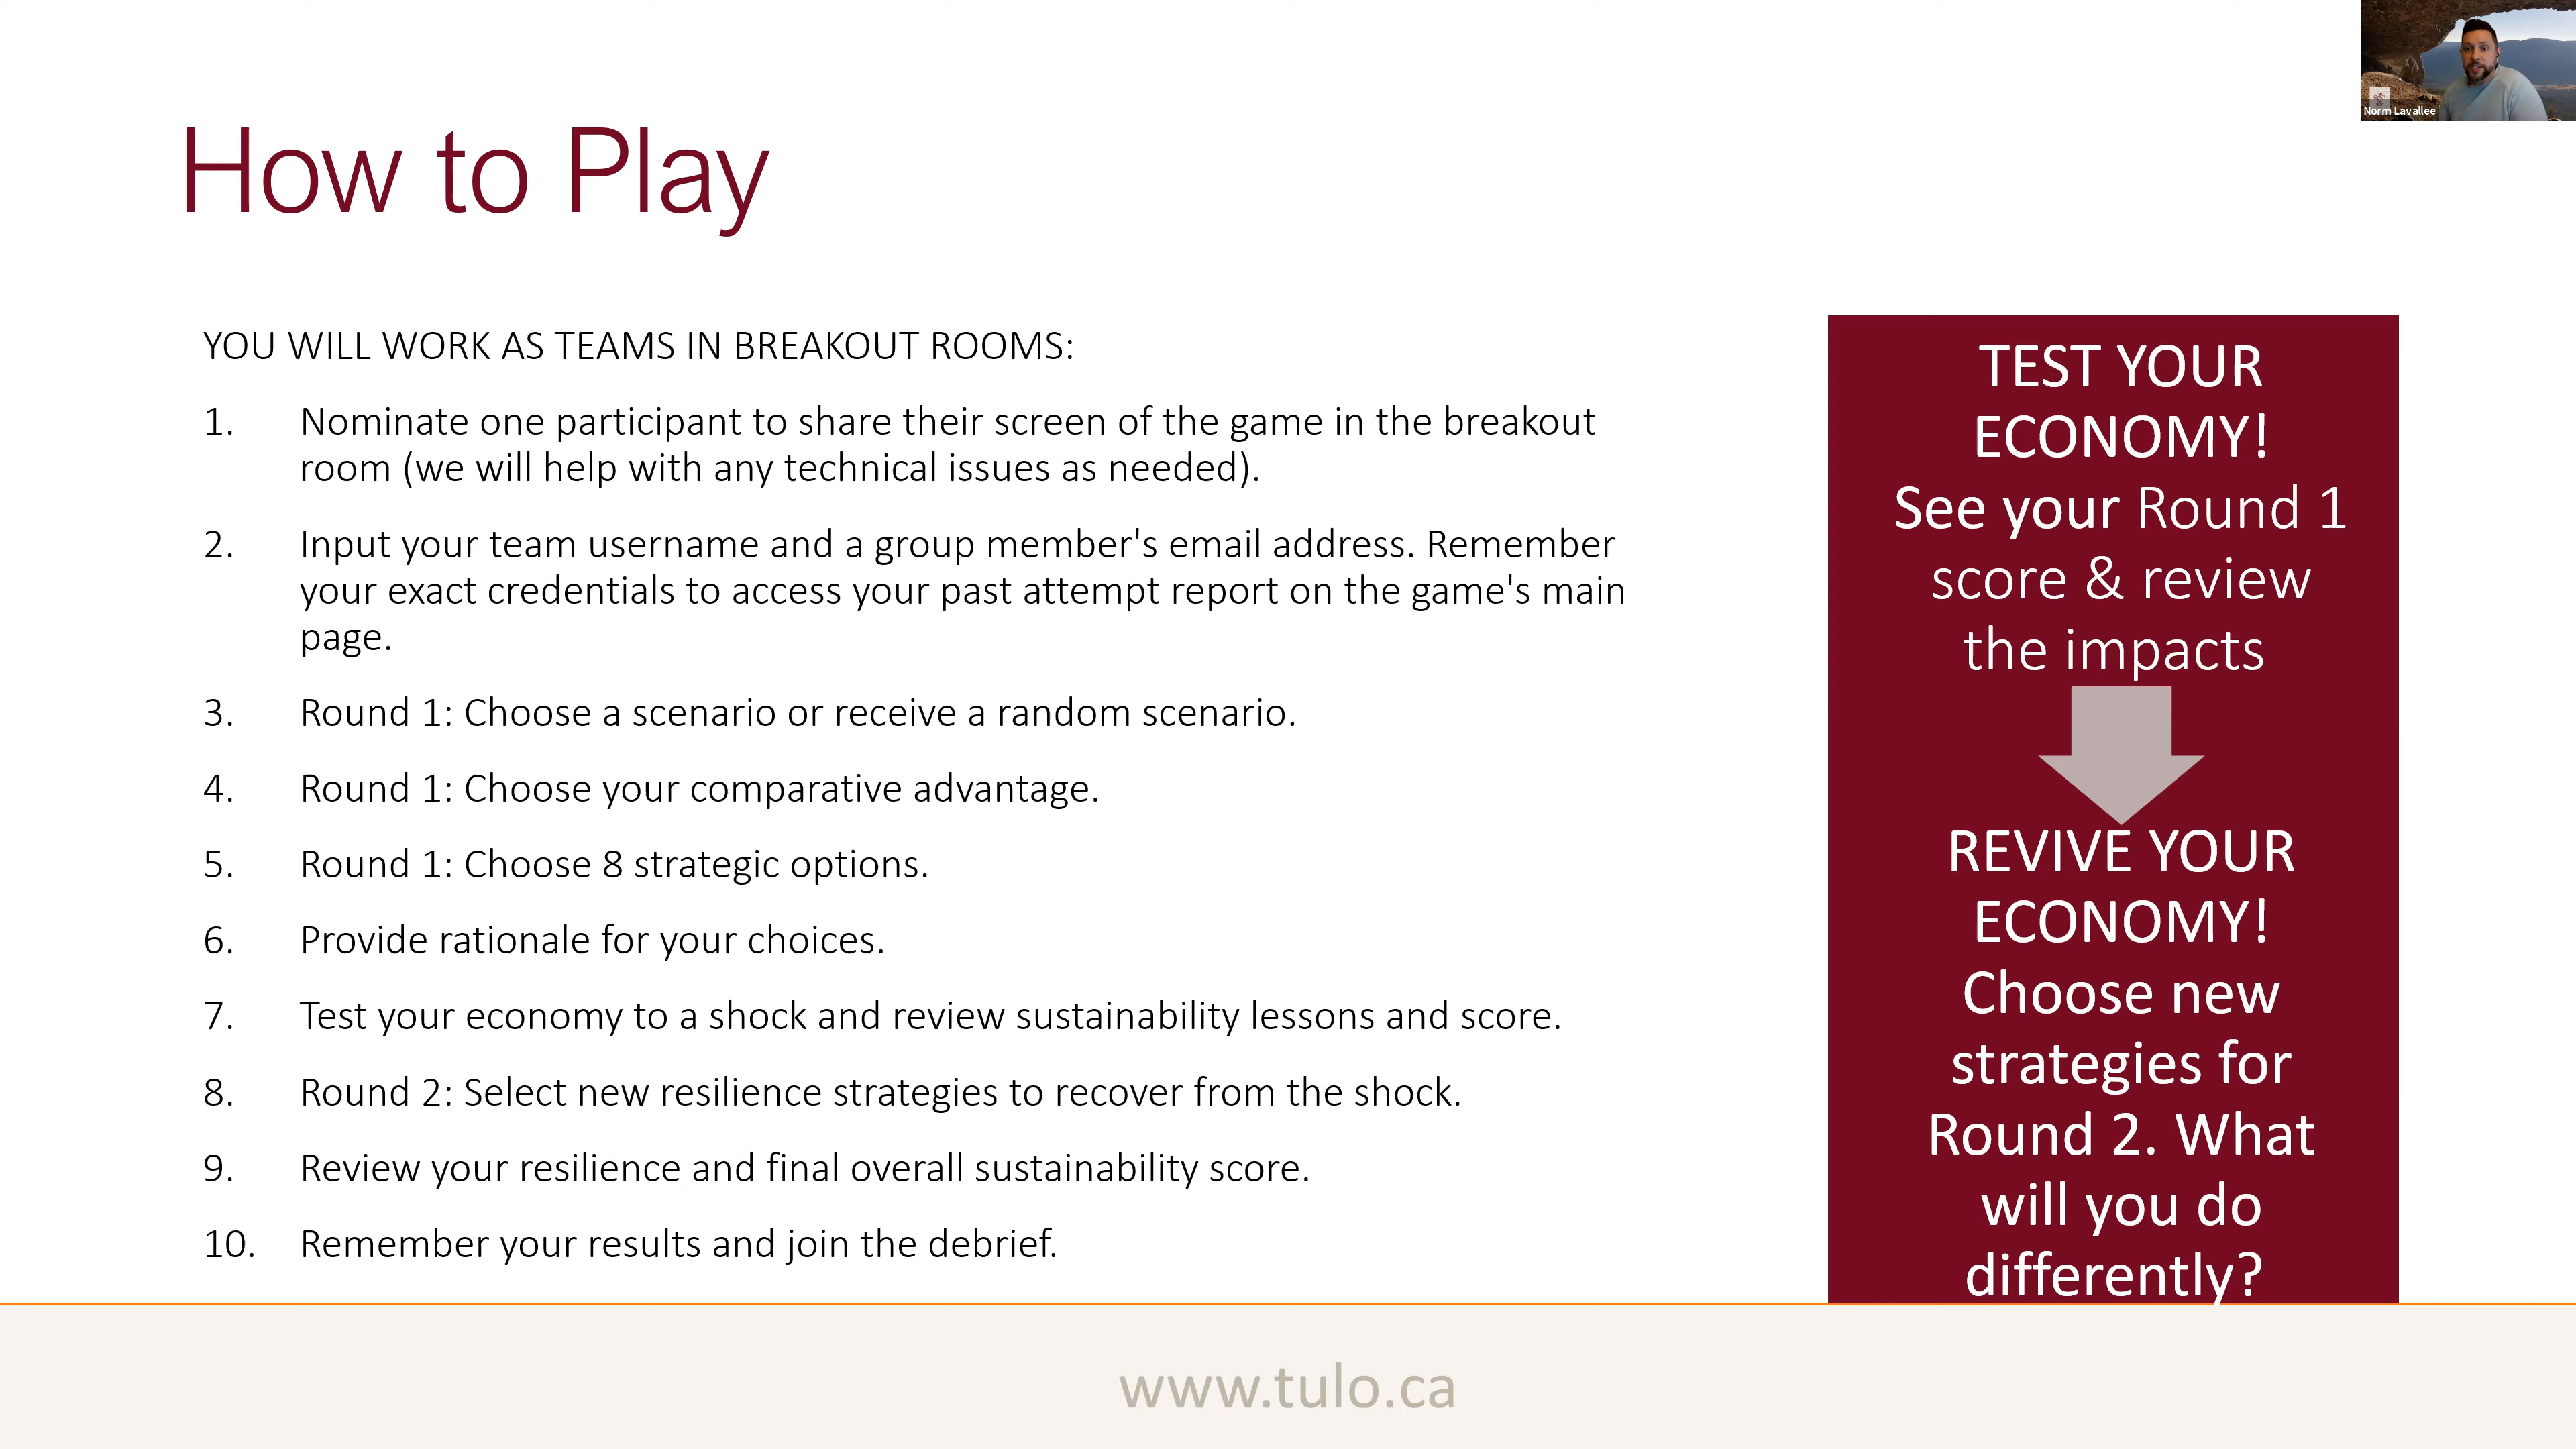 Norm Lavallee
How to Play
YOU WILL WORK AS TEAMS IN BREAKOUT ROOMS:
1. Nominate one participant to share their screen of the game in the breakout
room (we will help with any technical issues as needed).
2. Input your team username and a group member's email address. Remember
your exact credentials to access your past attempt report on the game's main
page.
3. Round 1: Choose a scenario or receive a random scenario.
4. Round 1: Choose your comparative advantage.
5. Round 1: Choose 8 strategic options.
6. Provide rationale for your choices.
7. Test your economy to a shock and review sustainability lessons and score.
8. Round 2: Select new resilience strategies to recover from the shock.
9. Review your resilience and final overall sustainability score.
10. Remember your results and join the debrief.
TEST YOUR
ECONOMY!
See your Round 1
score & review
the impacts
REVIVE YOUR
ECONOMY!
Choose new
strategies for
Round 2. What
will you do
differently?
www.tulo.ca